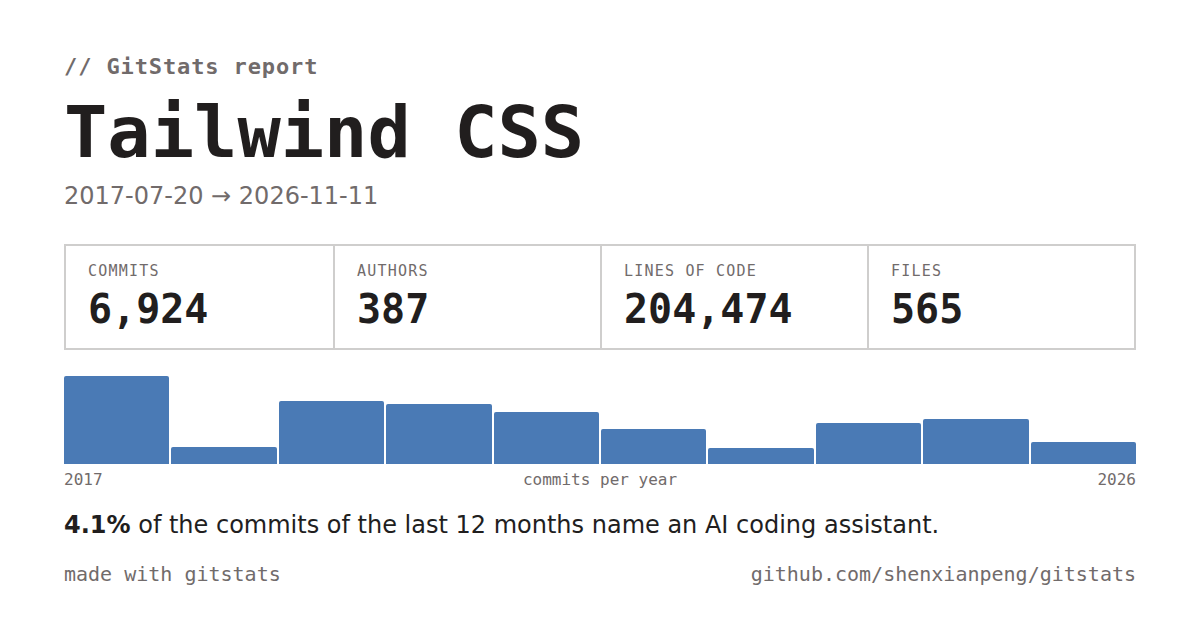 // GitStats report
Tailwind CSS
2017-07-20 → 2026-11-11
COMMITS AUTHORS LINES OF CODE FILES
6,924 387 204,474 565
2017 commits per year 2026
4.1% of the commits of the last 12 months name an AI coding assistant.
made with gitstats github.com/shenxianpeng/gitstats